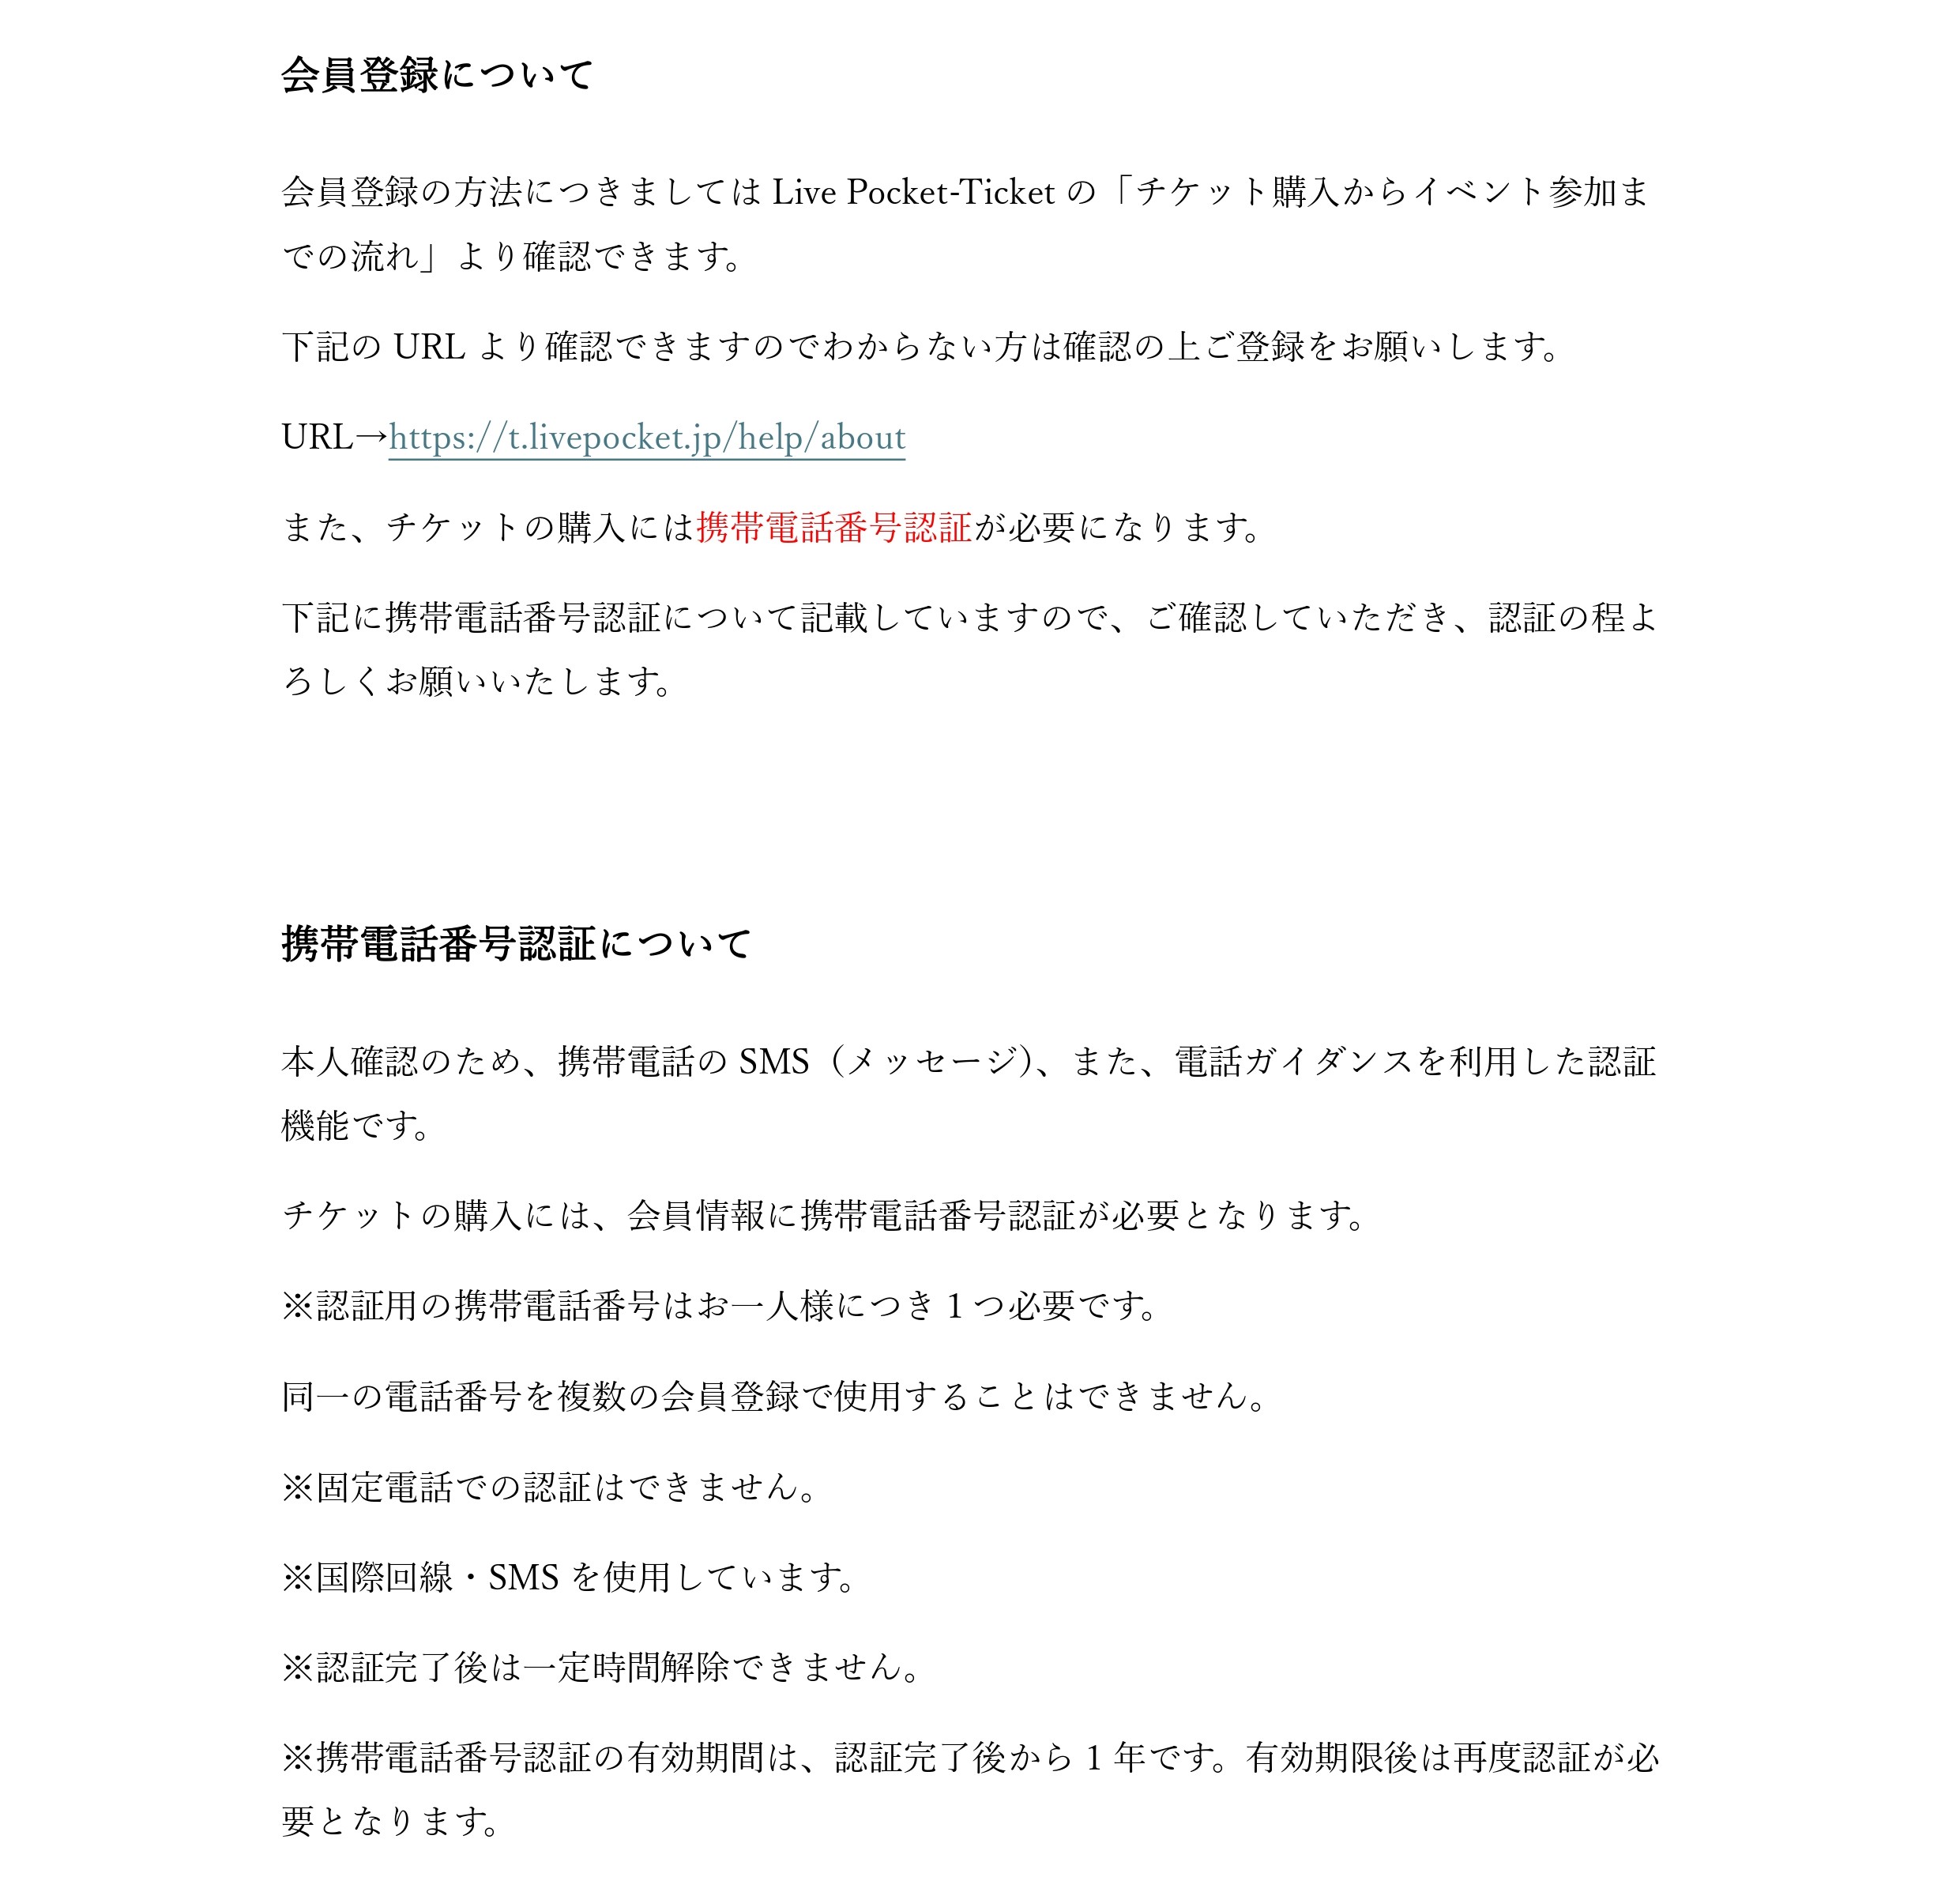 会員登録について
会員登録の方法につきましては Live Pocket-Ticket の「チケット購入からイベント参加ま
での流れ」より確認できます。
下記の URL より確認できますのでわからない方は確認の上ご登録をお願いします。
URL→https://t.livepocket.jp/help/about
また、チケットの購入には携帯電話番号認証が必要になります。
下記に携帯電話番号認証について記載していますので、ご確認していただき、認証の程よ
ろしくお願いいたします。
携帯電話番号認証について
本人確認のため、携帯電話の SMS（メッセージ）、また、電話ガイダンスを利用した認証
機能です。
チケットの購入には、会員情報に携帯電話番号認証が必要となります。
※認証用の携帯電話番号はお一人様につき 1 つ必要です。
同一の電話番号を複数の会員登録で使用することはできません。
※固定電話での認証はできません。
※国際回線・SMS を使用しています。
※認証完了後は一定時間解除できません。
※携帯電話番号認証の有効期間は、認証完了後から 1 年です。有効期限後は再度認証が必
要となります。